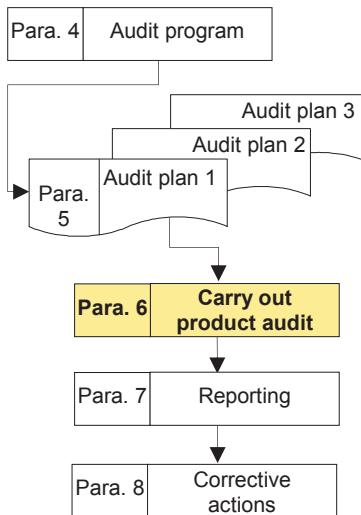 Para. 4 Audit program
Audit plan 3
Audit plan 2
Audit plan 1
Para.
5
Para. 6 Carry out
product audit
Para. 7 Reporting
Para. 8 Corrective
actions